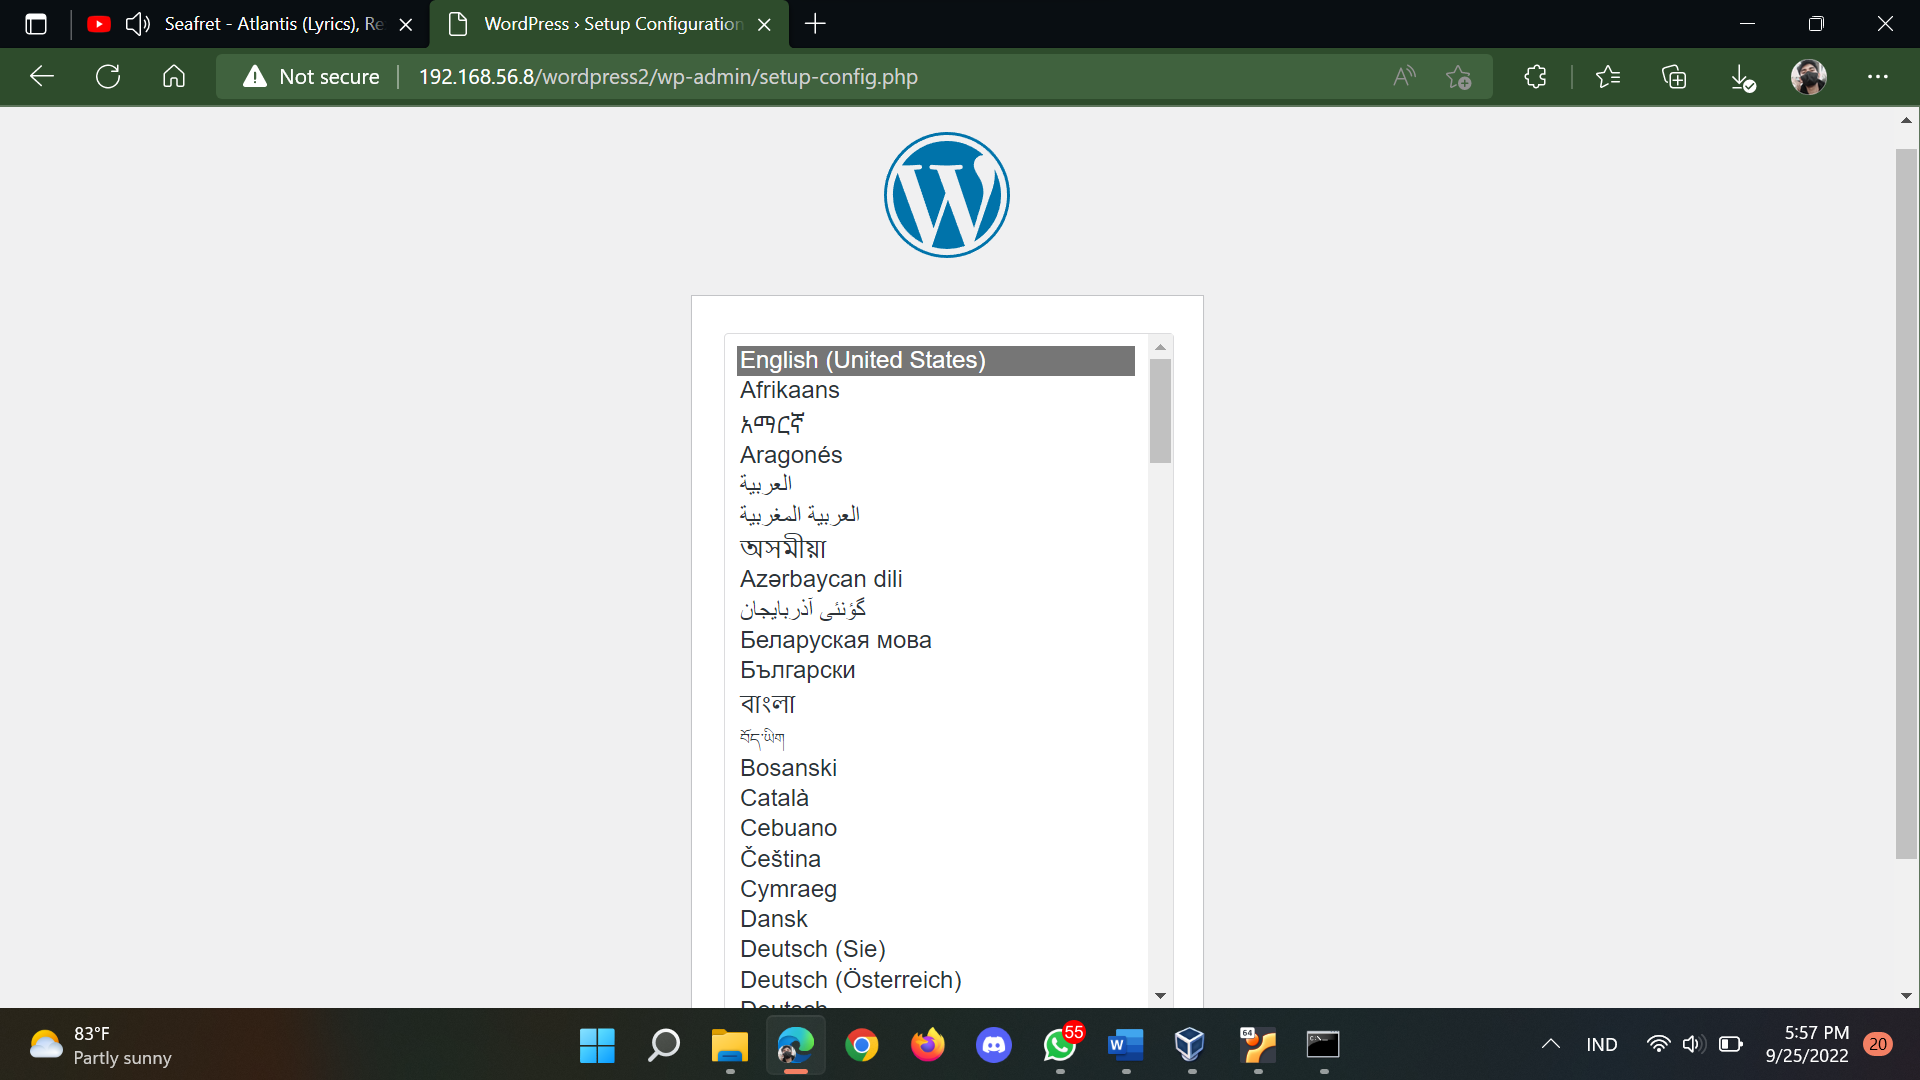 Seafret - Atlantis (Lyrics), Re
WordPress › Setup Configuration
Not secure
192.168.56.8/wordpress2/wp-admin/setup-config.php
English (United States)
Afrikaans
አማርኛ
Aragonés
العربية
العربية المغربية
অসমীয়া
Azərbaycan dili
گؤنئی آذربایجان
Беларуская мова
Български
বাংলা
བོད་ཡིག
Bosanski
Català
Cebuano
Čeština
Cymraeg
Dansk
Deutsch (Sie)
Deutsch (Österreich)
Deutsch
83°F
Partly sunny
55
64
IND
5:57 PM
9/25/2022
20